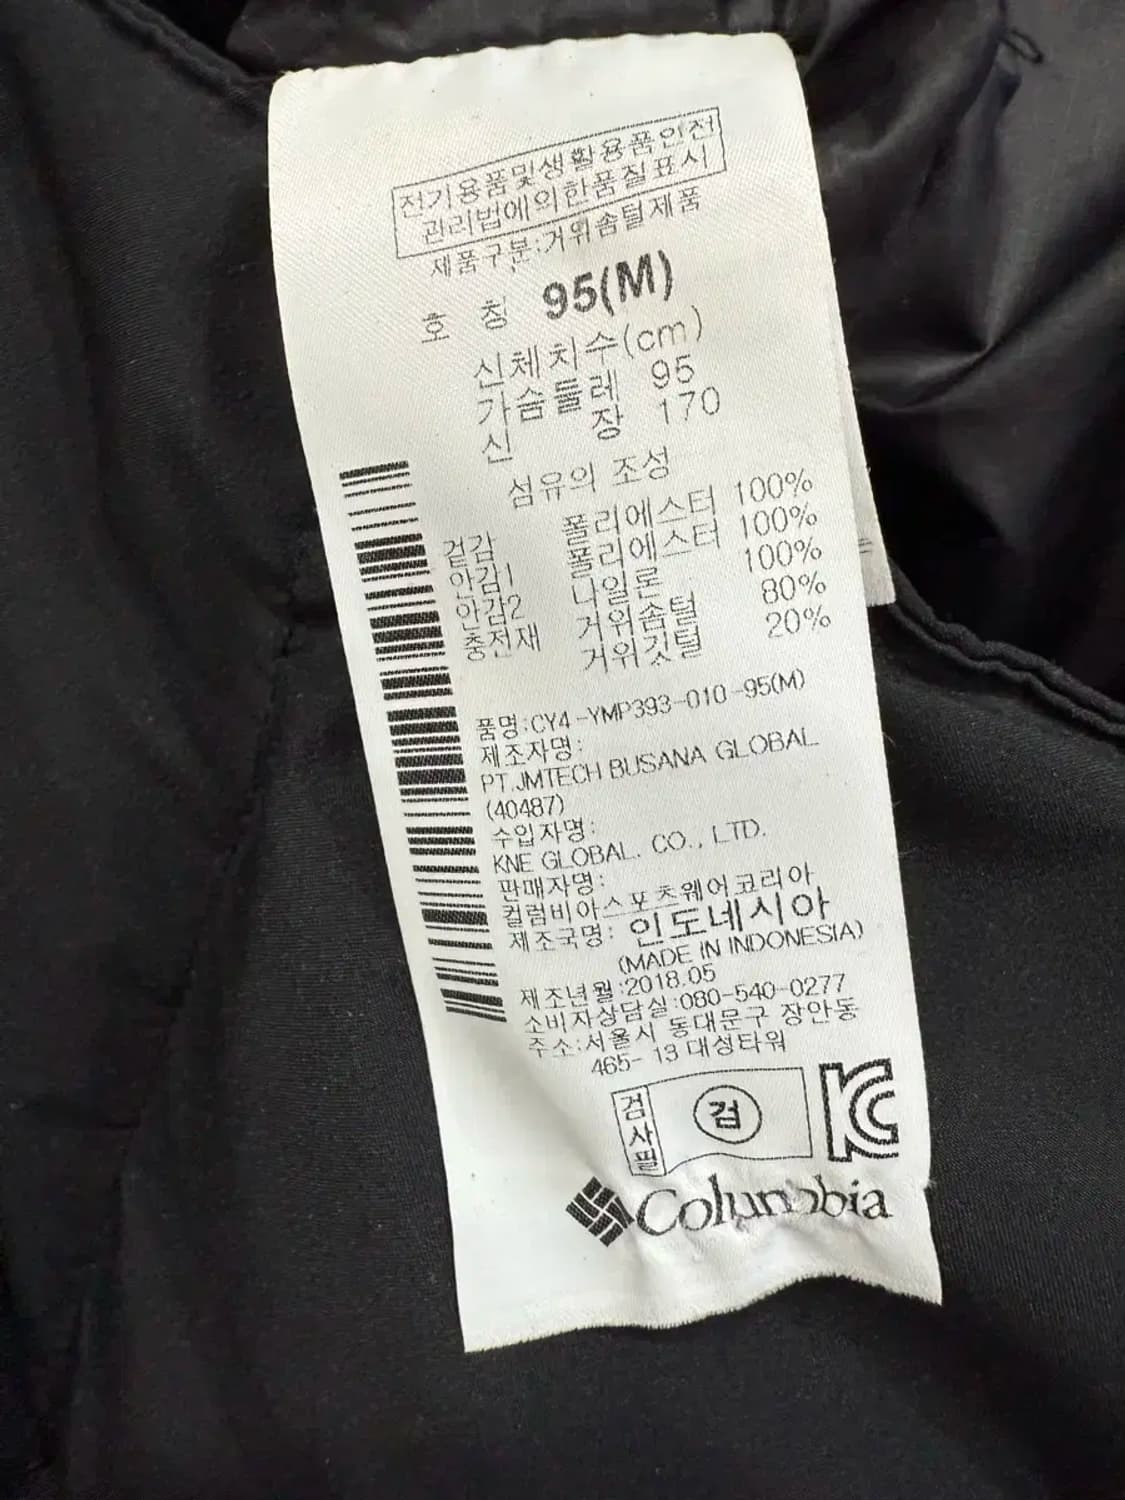 전기용품및생활용품안전
관리법에의한품질표시
제품구분:거위솜털제품
호 칭 95(M)
신체치수(cm)
가슴둘레 95
신 장 170
섬유의 조성
겉감 폴리에스터 100%
안감1 폴리에스터 100%
안감2 나일론 100%
충전재 거위솜털 80%
거위깃털 20%
품명:CY4-YMP393-010-95(M)
제조자명:
PT.JMTECH BUSANA GLOBAL
(40487)
수입자명:
KNE GLOBAL. CO., LTD.
판매자명:
컬럼비아스포츠웨어코리아
제조국명: 인도네시아
(MADE IN INDONESIA)
제조년월:2018.05
소비자상담실:080-540-0277
주소:서울시 동대문구 장안동
465-13 대성타워
검사필 검 KC
Columbia